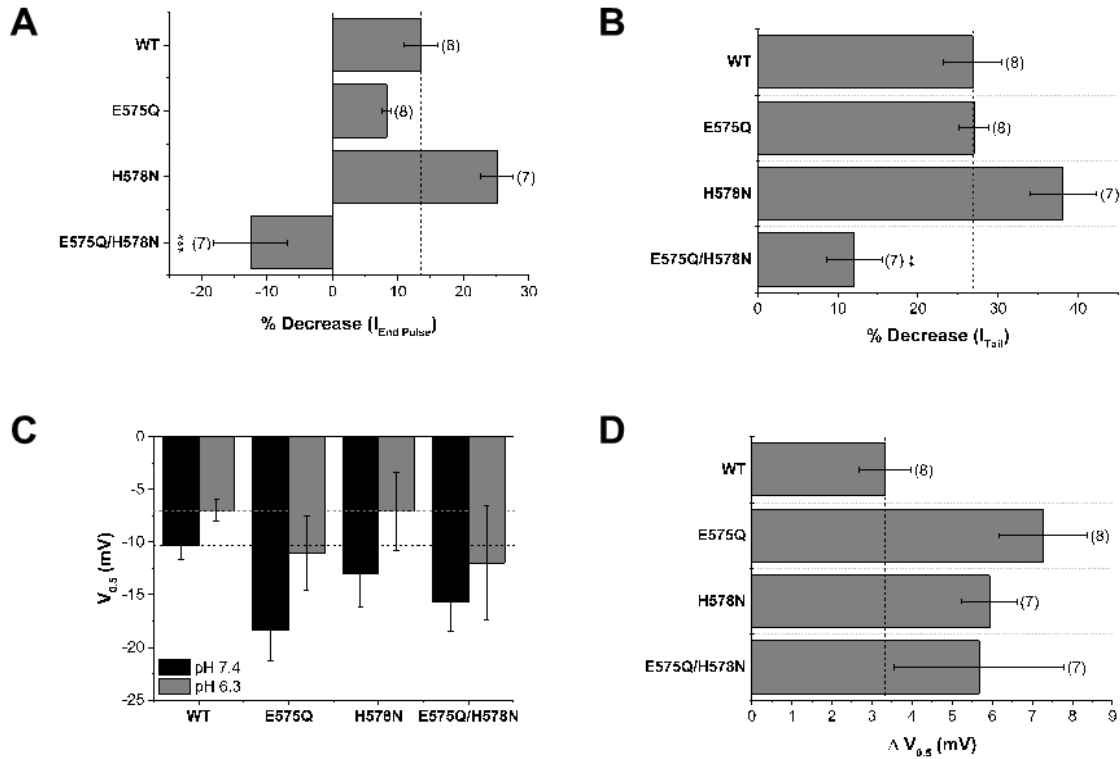 A
WT
(8)
E575Q
(8)
H578N
(7)
E575Q/H578N
*** (7)
-20 -10 0 10 20 30
% Decrease (I End Pulse)
B
WT
(8)
E575Q
(8)
H578N
(7)
E575Q/H578N
(7) **
0 10 20 30 40
% Decrease (I Tail)
C
0
-5
-10
-15
-20
-25
V0.5 (mV)
pH 7.4
pH 6.3
WT E575Q H578N E575Q/H578N
D
WT
(8)
E575Q
(8)
H578N
(7)
E575Q/H578N
(7)
0 1 2 3 4 5 6 7 8 9
Δ V0.5 (mV)